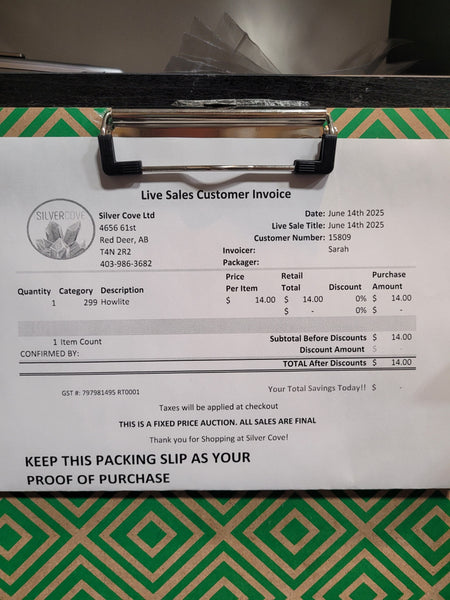 Live Sales Customer Invoice
SILVERCOVE
Silver Cove Ltd
4656 61st
Red Deer, AB
T4N 2R2
403-986-3682
Date: June 14th 2025
Live Sale Title: June 14th 2025
Customer Number: 15809
Invoicer: Sarah
Packager:
Quantity Category Description Price Per Item Retail Total Discount Purchase Amount
1 299 Howlite $ 14.00 $ 14.00 0% $ 14.00
$ - 0% $ -
1 Item Count Subtotal Before Discounts $ 14.00
CONFIRMED BY: Discount Amount $ -
TOTAL After Discounts $ 14.00
GST #: 797981495 RT0001 Your Total Savings Today!! $ -
Taxes will be applied at checkout
THIS IS A FIXED PRICE AUCTION. ALL SALES ARE FINAL
Thank you for Shopping at Silver Cove!
KEEP THIS PACKING SLIP AS YOUR
PROOF OF PURCHASE